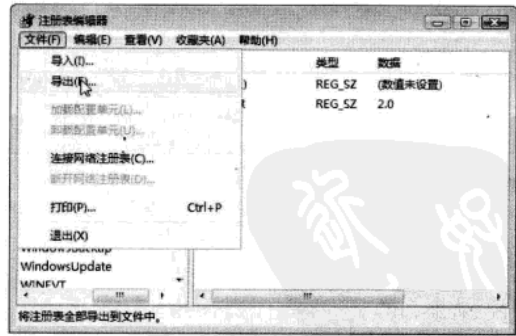 注册表编辑器
文件(F) 编辑(E) 查看(V) 收藏夹(A) 帮助(H)
导入(I)...
导出(E)...
加载配置单元(L)...
卸载配置单元(U)...
连接网络注册表(C)...
断开网络注册表(D)...
打印(P)... Ctrl+P
退出(X)
类型 数据
) REG_SZ (数值未设置)
t REG_SZ 2.0
WindowsBackup
WindowsUpdate
WINEVT
将注册表全部导出到文件中。